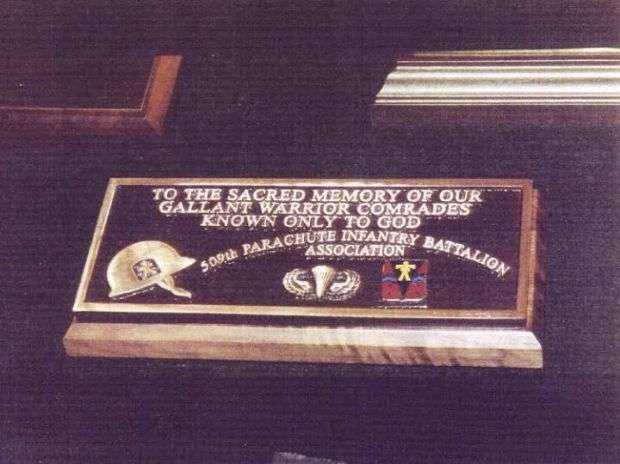 TO THE SACRED MEMORY OF OUR
GALLANT WARRIOR COMRADES
KNOWN ONLY TO GOD
509th PARACHUTE INFANTRY BATTALION
ASSOCIATION